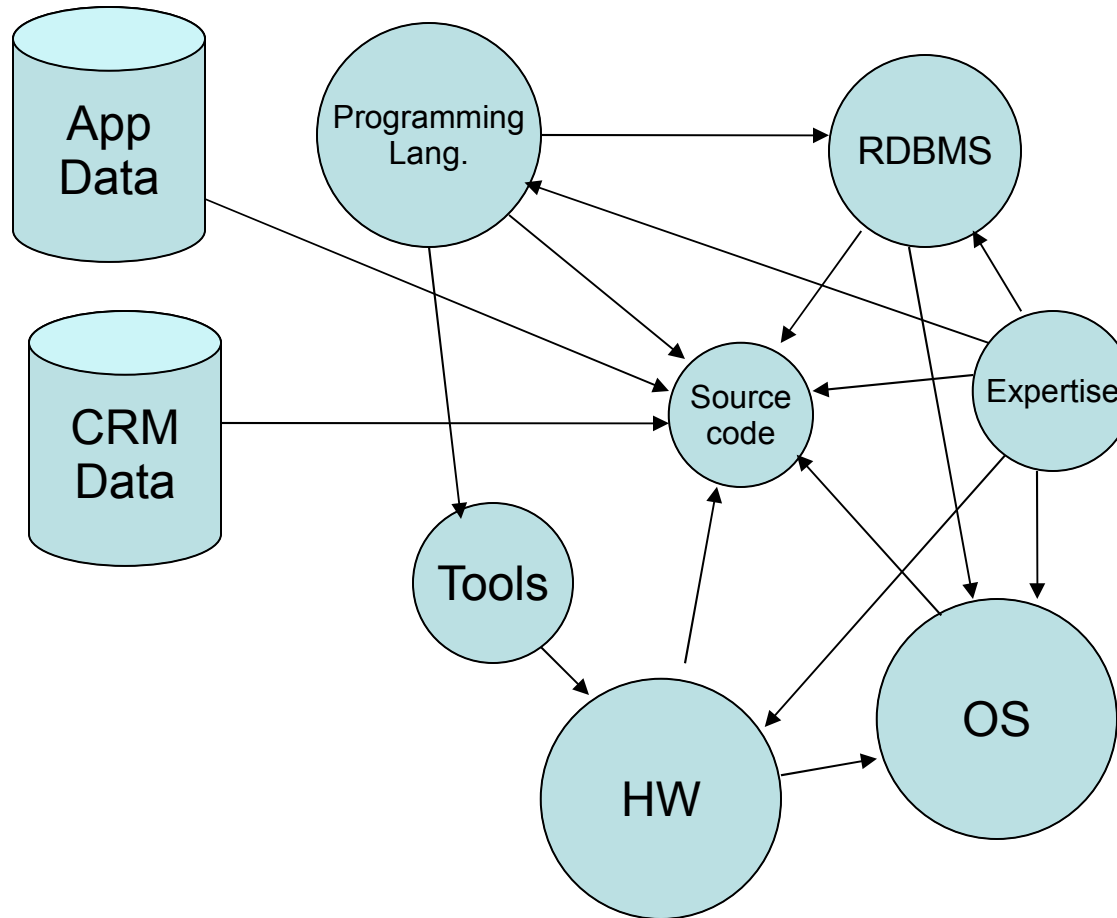 App
Data
Programming
Lang.
RDBMS
CRM
Data
Source
code
Expertise
Tools
HW
OS